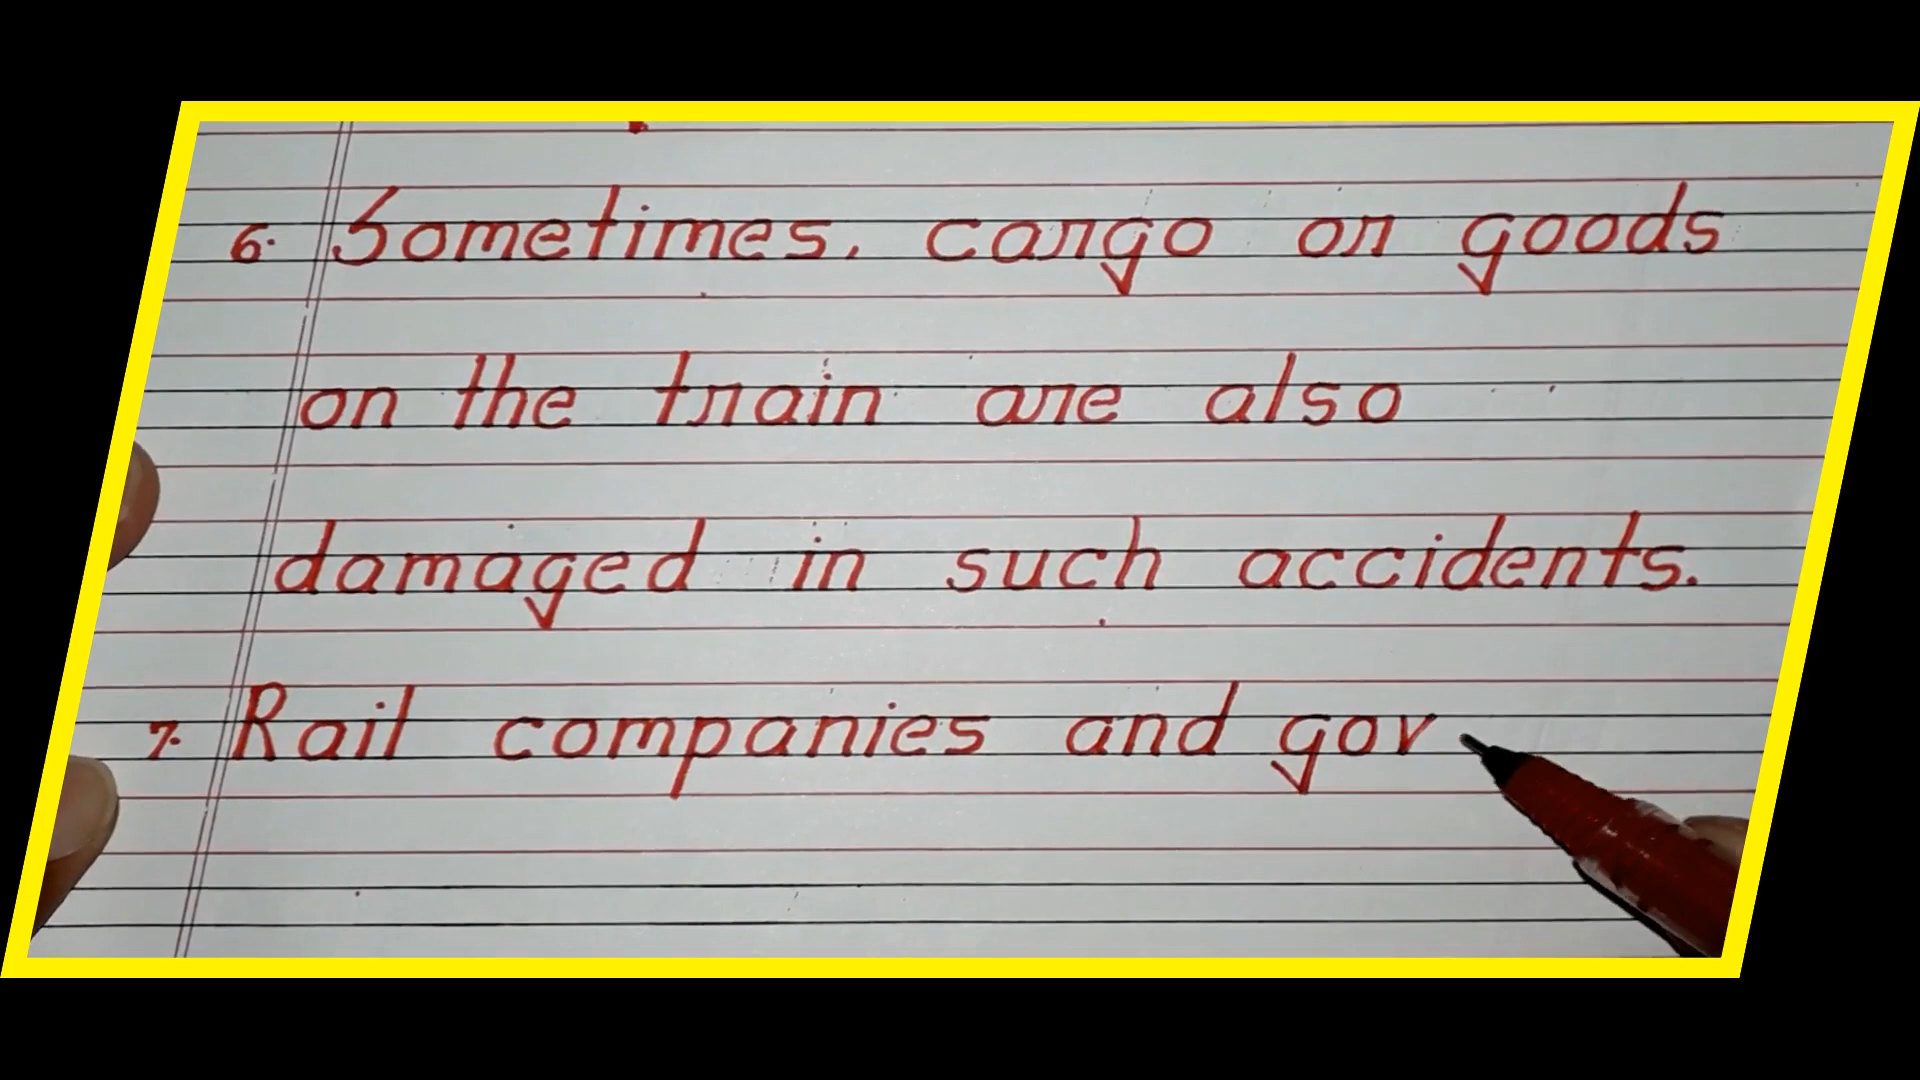 6. Sometimes, cargo or goods
on the train are also
damaged in such accidents.
7. Rail companies and gov